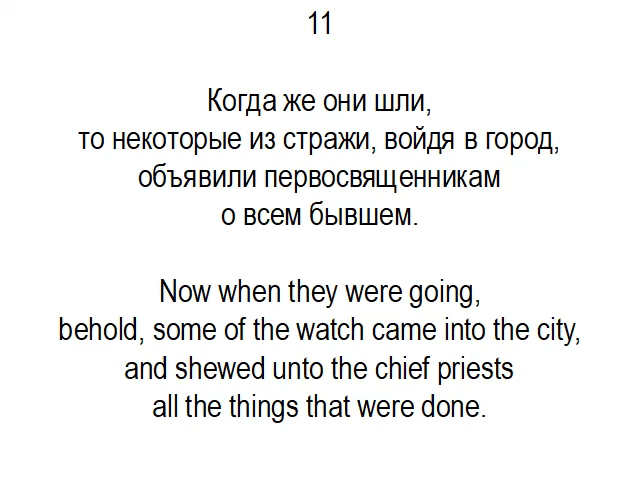 11
Когда же они шли,
то некоторые из стражи, войдя в город,
объявили первосвященникам
о всем бывшем.
Now when they were going,
behold, some of the watch came into the city,
and shewed unto the chief priests
all the things that were done.